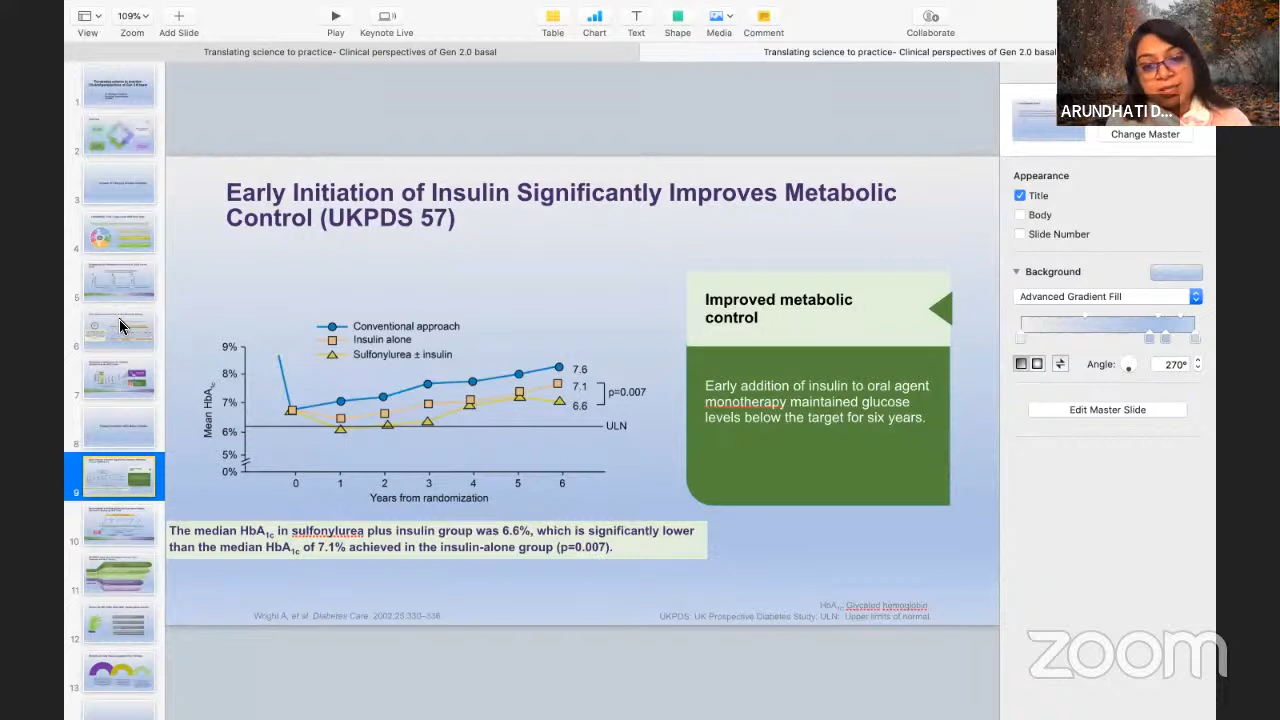 109%
View
Zoom
Add Slide
Play
Keynote Live
Table
Chart
Text
Shape
Media
Comment
Collaborate
Translating science to practice- Clinical perspectives of Gen 2.0 basal
Translating science to practice- Clinical perspectives of Gen 2.0 basal
ARUNDHATI D...
Change Master
Appearance
Title
Body
Slide Number
Background
Advanced Gradient Fill
Angle:
270°
Edit Master Slide
1
2
3
4
5
6
7
8
9
10
11
12
13
Early Initiation of Insulin Significantly Improves Metabolic
Control (UKPDS 57)
Conventional approach
Insulin alone
Sulfonylurea ± insulin
Mean HbA1c
9%
8%
7%
6%
5%
0%
7.6
7.1
6.6
p=0.007
ULN
0 1 2 3 4 5 6
Years from randomization
Improved metabolic
control
Early addition of insulin to oral agent
monotherapy maintained glucose
levels below the target for six years.
The median HbA1c in sulfonylurea plus insulin group was 6.6%, which is significantly lower
than the median HbA1c of 7.1% achieved in the insulin-alone group (p=0.007).
Wright A, et al. Diabetes Care. 2002;25:330–336.
HbA1c: Glycated hemoglobin
UKPDS: UK Prospective Diabetes Study; ULN: Upper limits of normal
zoom